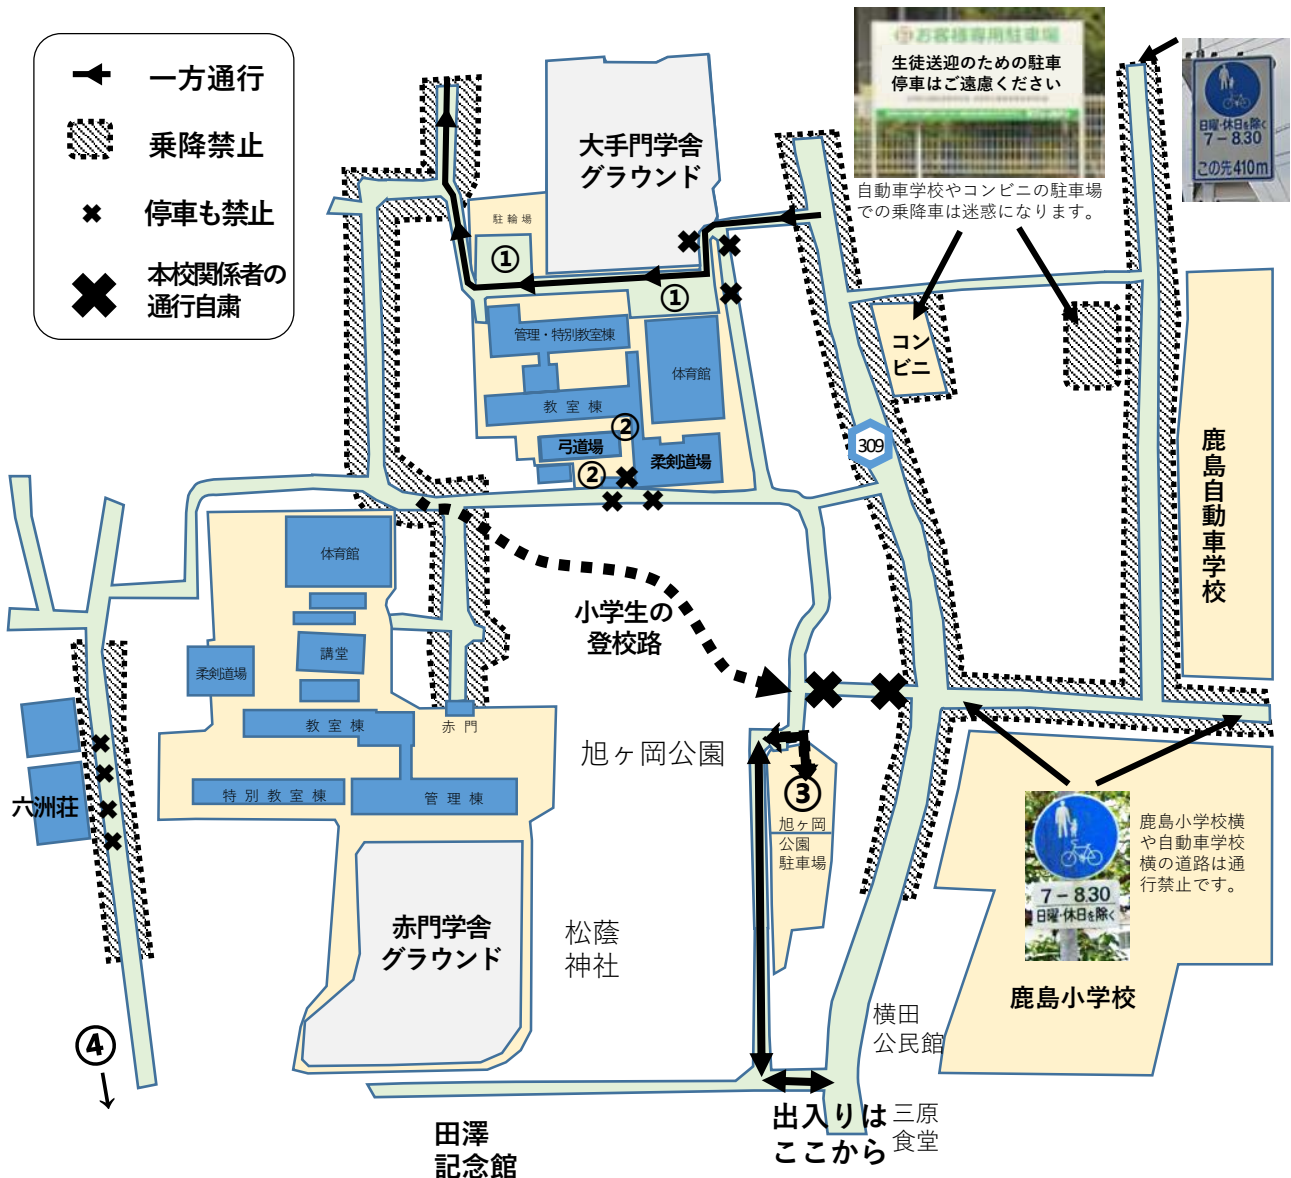 一方通行
乗降禁止
停車も禁止
本校関係者の
通行自粛
お客様専用駐車場
生徒送迎のための駐車
停車はご遠慮ください
自動車学校やコンビニの駐車場
での乗降車は迷惑になります。
日曜・休日を除く
7-8.30
この先410m
大手門学舎
グラウンド
駐輪場
①
①
管理・特別教室棟
体育館
教室棟
②
弓道場
柔剣道場
②
コン
ビニ
309
鹿島自動車学校
体育館
講堂
柔剣道場
教室棟
赤門
特別教室棟
管理棟
六洲荘
小学生の
登校路
旭ヶ岡公園
③
旭ヶ岡
公園
駐車場
7-8.30
日曜・休日を除く
鹿島小学校横
や自動車学校
横の道路は通
行禁止です。
赤門学舎
グラウンド
松蔭
神社
鹿島小学校
横田
公民館
④
出入りは
ここから
三原
食堂
田澤
記念館